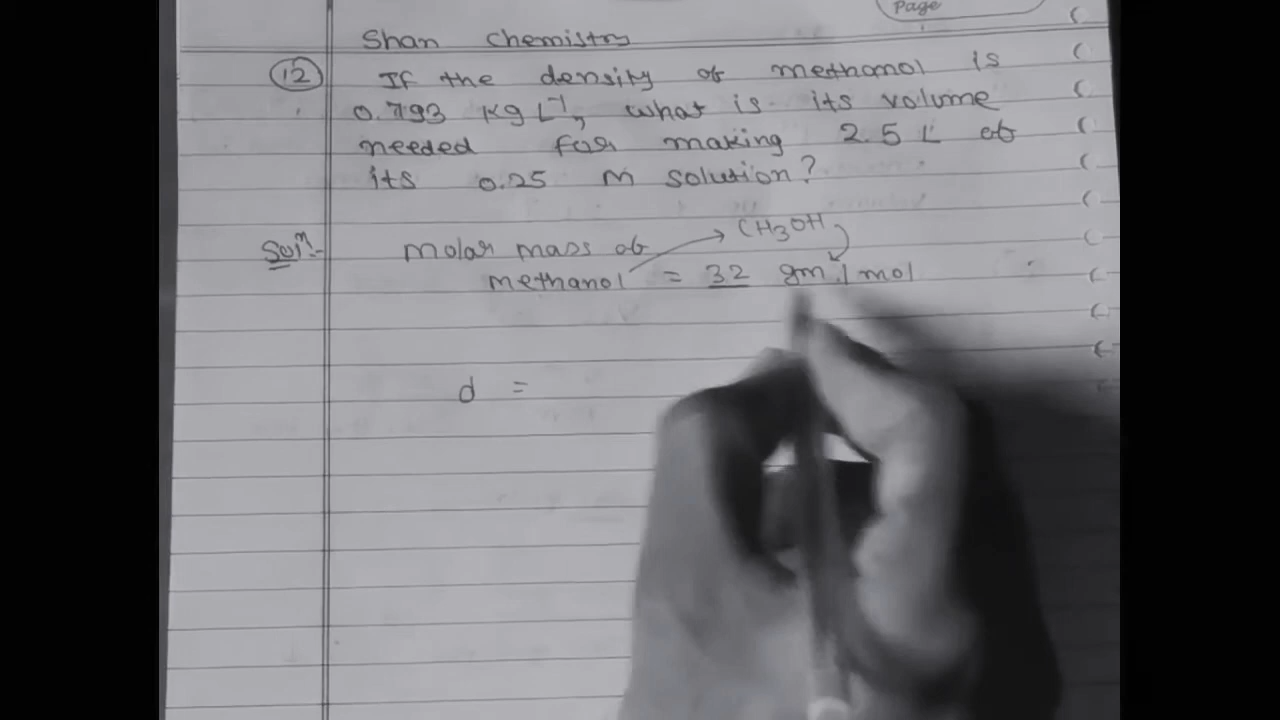 Page
Shan chemistry
12 If the density of methanol is
0.793 kg L⁻¹, what is its volume
needed for making 2.5 L of
its 0.25 M solution?
Solⁿ:- Molar mass of CH3OH
methanol = 32 gm / mol
d =